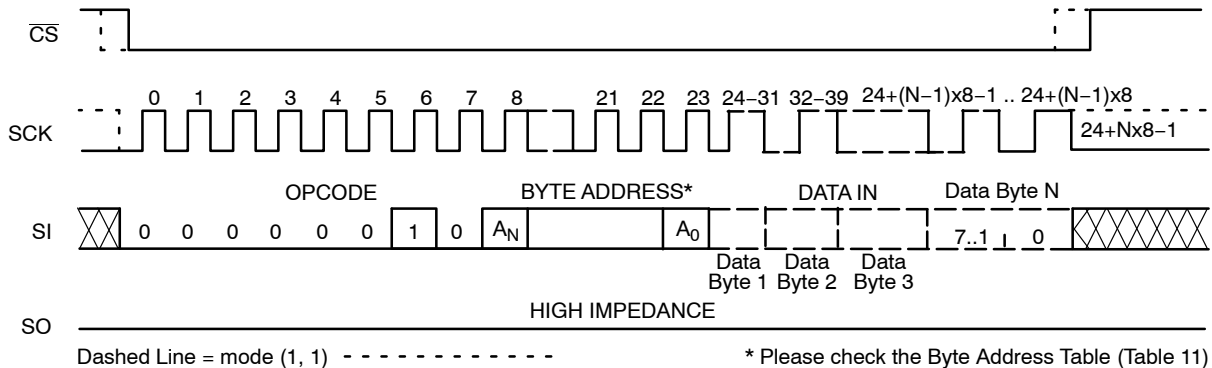 CS
0 1 2 3 4 5 6 7 8 21 22 23 24–31 32–39 24+(N–1)x8–1 .. 24+(N–1)x8
SCK
24+Nx8–1
OPCODE BYTE ADDRESS* DATA IN Data Byte N
SI
0 0 0 0 0 0 1 0 AN A0 7..1 0
Data Data Data
Byte 1 Byte 2 Byte 3
HIGH IMPEDANCE
SO
Dashed Line = mode (1, 1) * Please check the Byte Address Table (Table 11)